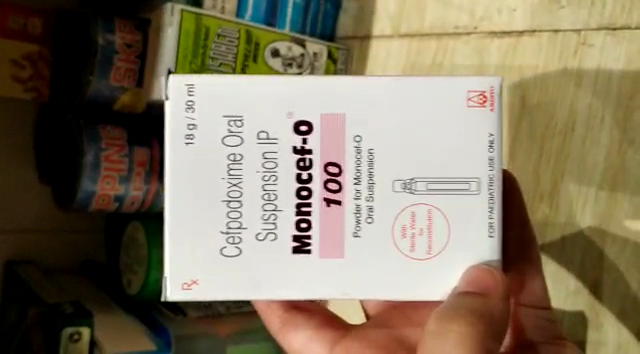 18 g / 30 ml
Rx
Cefpodoxime Oral
Suspension IP
Monocef-O
100
Powder for Monocef-O
Oral Suspension
With
Sterile Water
for
Reconstitution
FOR PAEDIATRIC USE ONLY
ARISTO